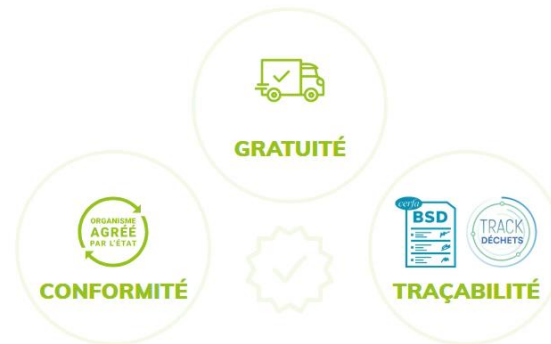 GRATUITÉ
ORGANISME
AGRÉÉ
PAR L'ÉTAT
CONFORMITÉ
cerfa
BSD
TRACK
DÉCHETS
TRAÇABILITÉ